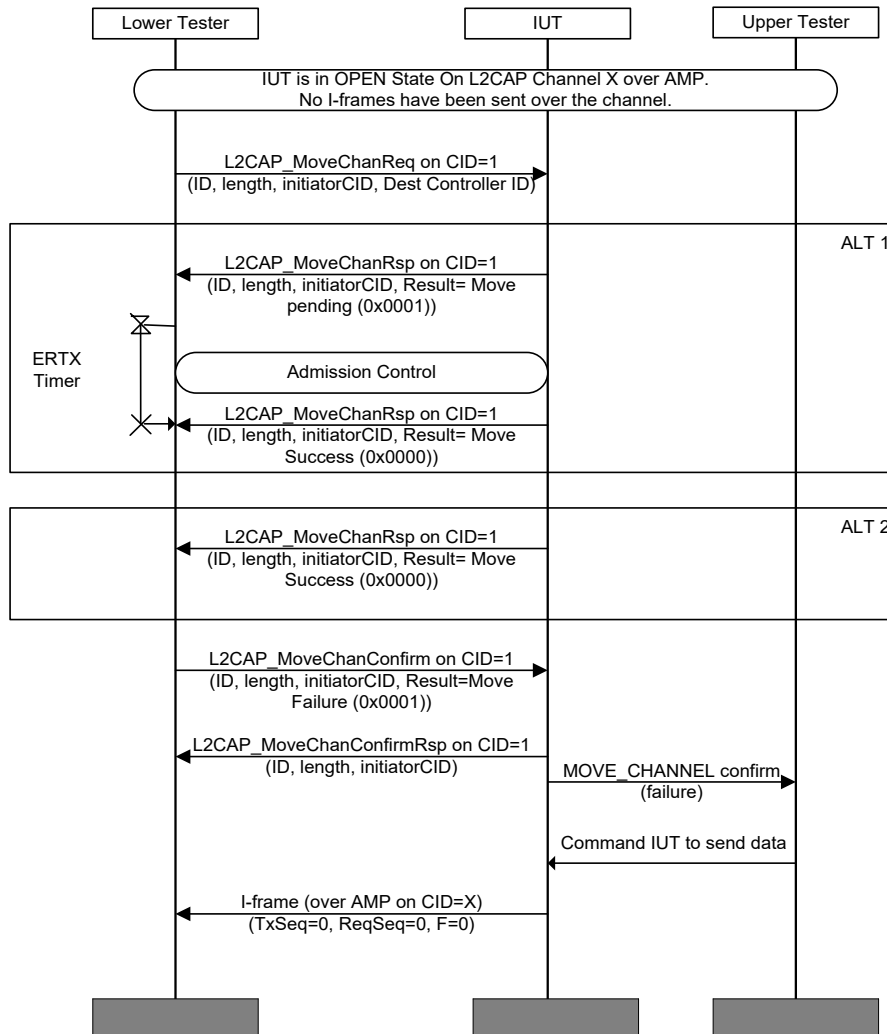 Lower Tester
IUT
Upper Tester
IUT is in OPEN State On L2CAP Channel X over AMP.
No I-frames have been sent over the channel.
L2CAP_MoveChanReq on CID=1
(ID, length, initiatorCID, Dest Controller ID)
ALT 1
L2CAP_MoveChanRsp on CID=1
(ID, length, initiatorCID, Result= Move
pending (0x0001))
ERTX
Timer
Admission Control
L2CAP_MoveChanRsp on CID=1
(ID, length, initiatorCID, Result= Move
Success (0x0000))
ALT 2
L2CAP_MoveChanRsp on CID=1
(ID, length, initiatorCID, Result= Move
Success (0x0000))
L2CAP_MoveChanConfirm on CID=1
(ID, length, initiatorCID, Result=Move
Failure (0x0001))
L2CAP_MoveChanConfirmRsp on CID=1
(ID, length, initiatorCID)
MOVE_CHANNEL confirm
(failure)
Command IUT to send data
I-frame (over AMP on CID=X)
(TxSeq=0, ReqSeq=0, F=0)